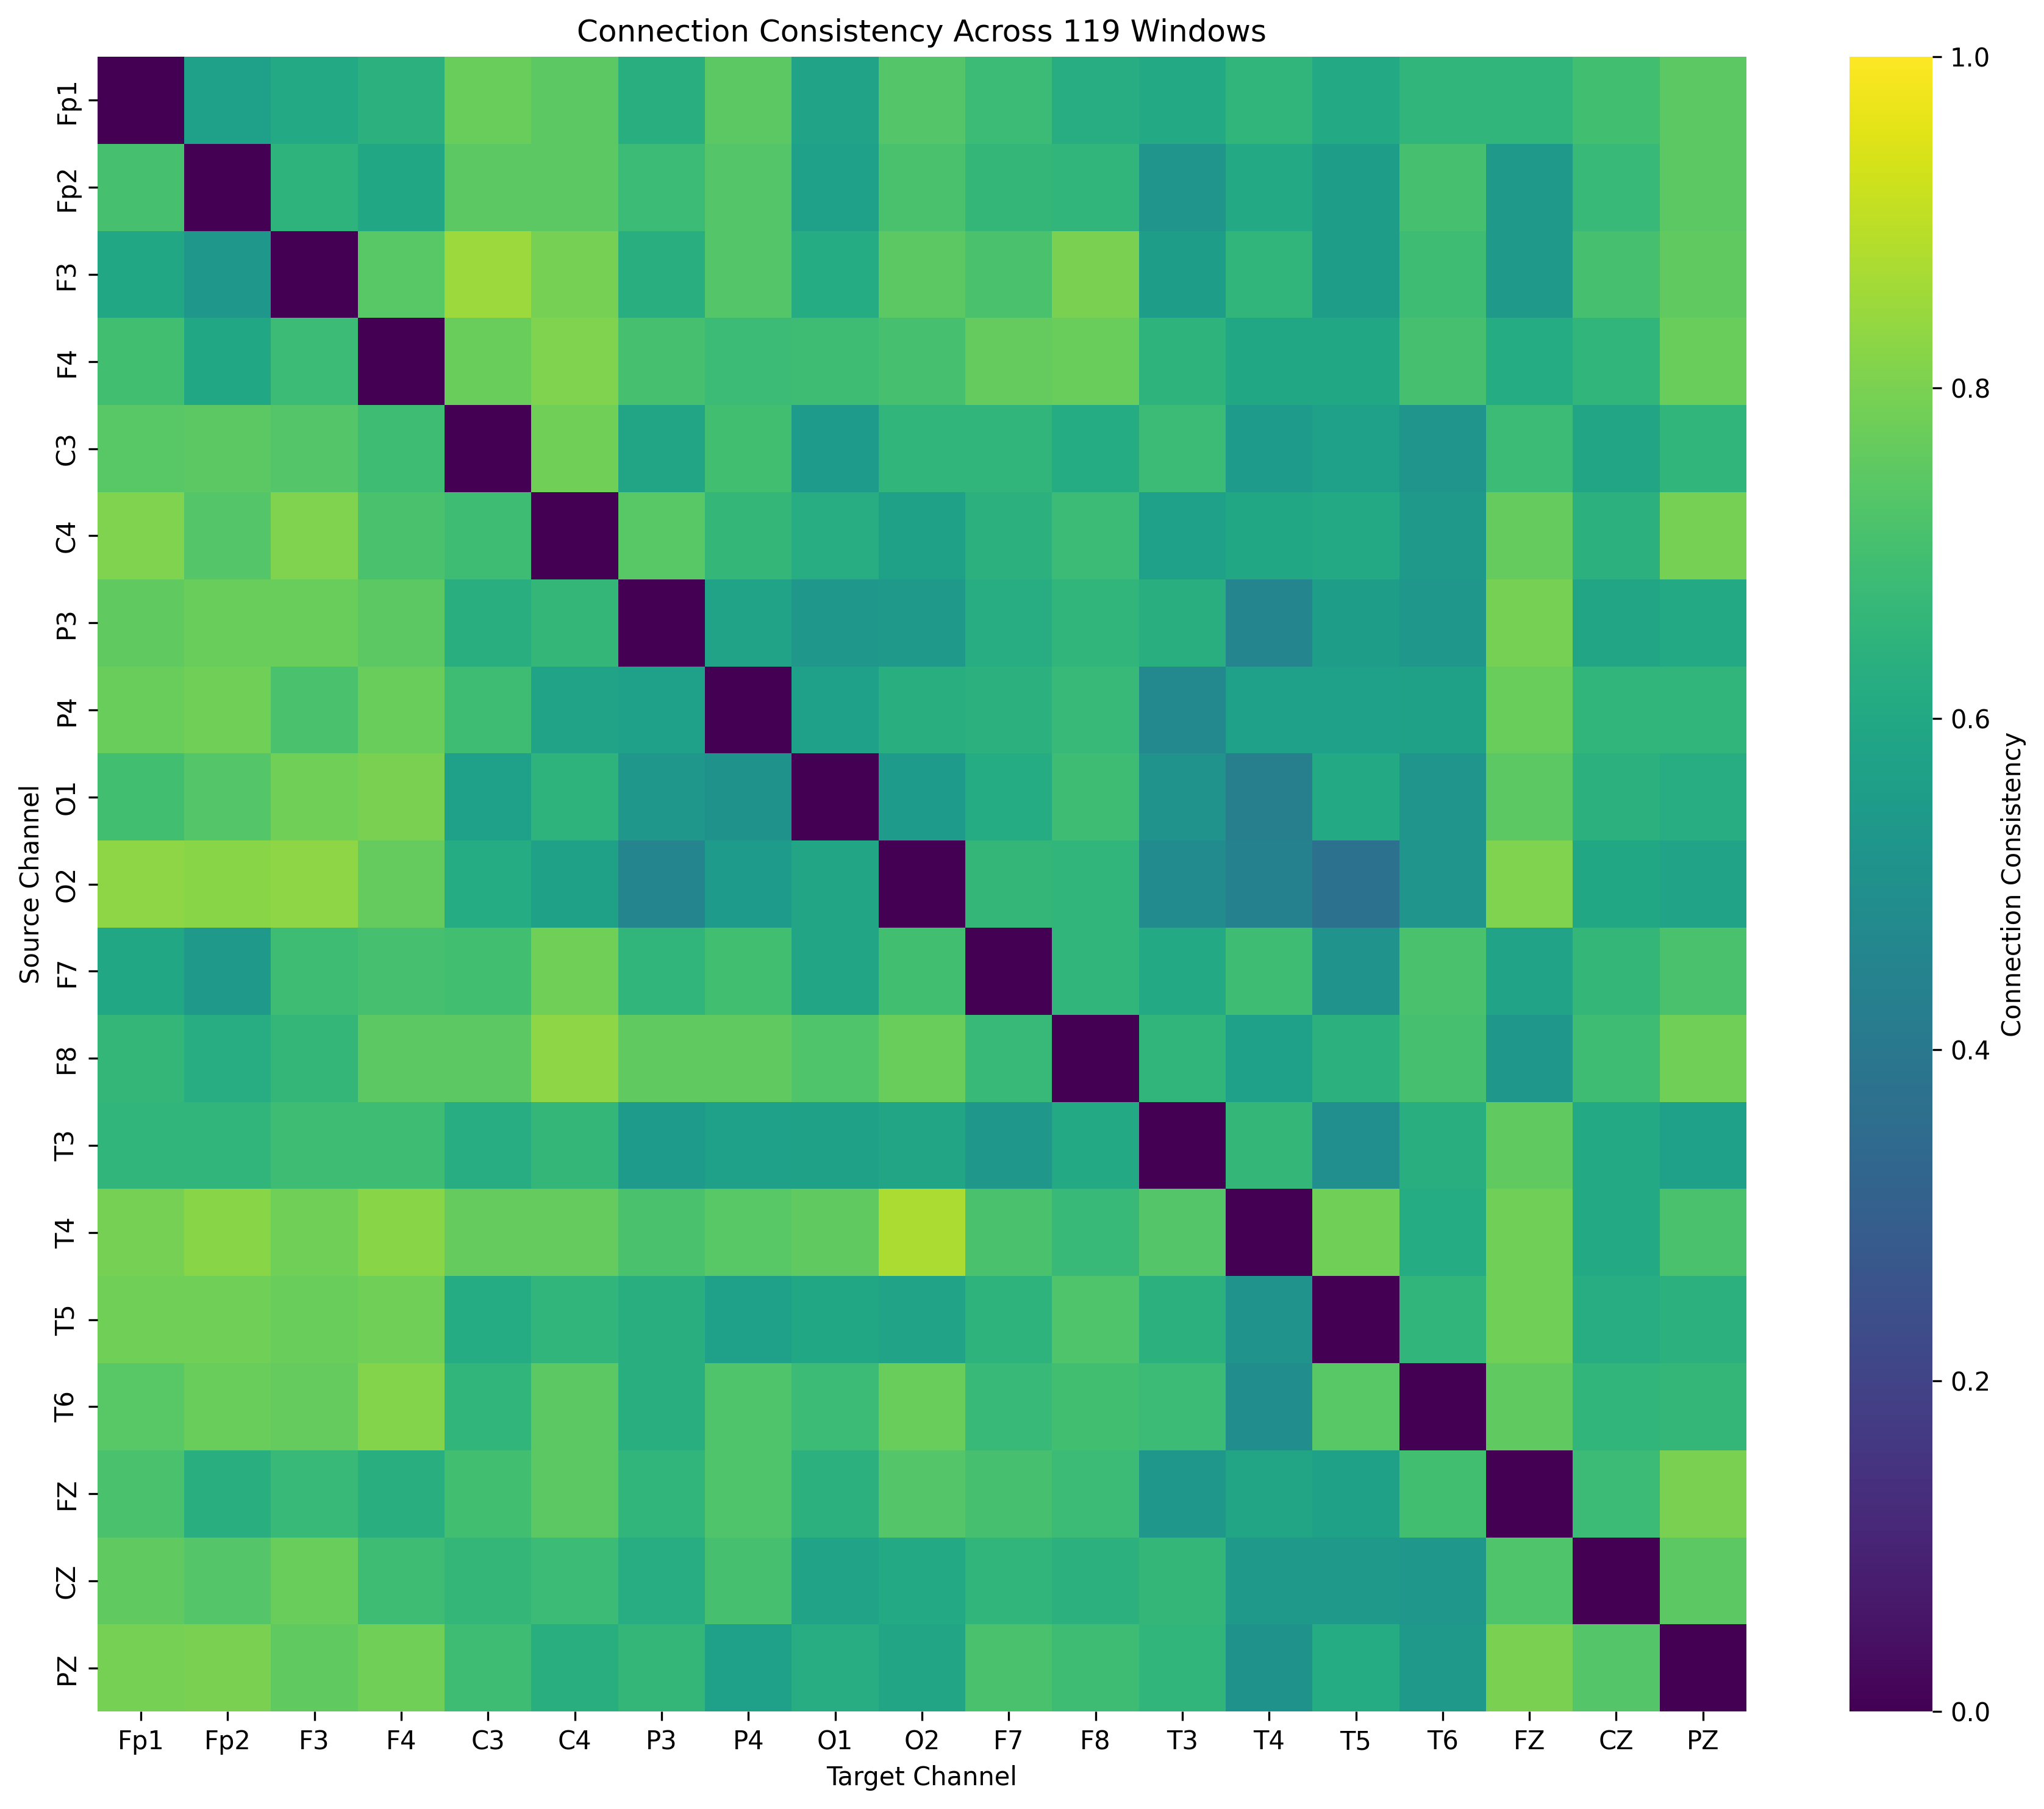 Connection Consistency Across 119 Windows
Source Channel
Fp1
Fp2
F3
F4
C3
C4
P3
P4
O1
O2
F7
F8
T3
T4
T5
T6
FZ
CZ
PZ
Fp1 Fp2 F3 F4 C3 C4 P3 P4 O1 O2 F7 F8 T3 T4 T5 T6 FZ CZ PZ
Target Channel
1.0
0.8
0.6
0.4
0.2
0.0
Connection Consistency